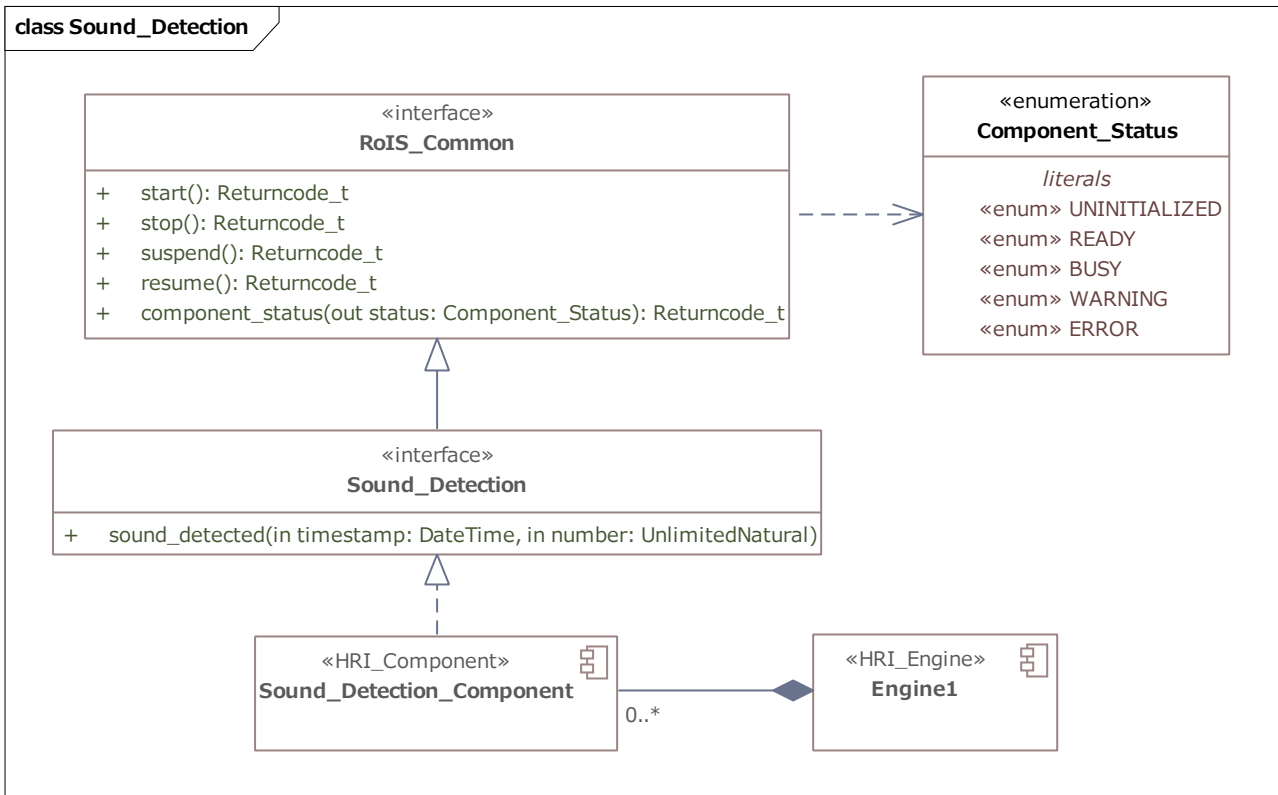 class Sound_Detection
«interface»
RoIS_Common
+ start(): Returncode_t
+ stop(): Returncode_t
+ suspend(): Returncode_t
+ resume(): Returncode_t
+ component_status(out status: Component_Status): Returncode_t
«enumeration»
Component_Status
literals
«enum» UNINITIALIZED
«enum» READY
«enum» BUSY
«enum» WARNING
«enum» ERROR
«interface»
Sound_Detection
+ sound_detected(in timestamp: DateTime, in number: UnlimitedNatural)
«HRI_Component»
Sound_Detection_Component
0..*
«HRI_Engine»
Engine1